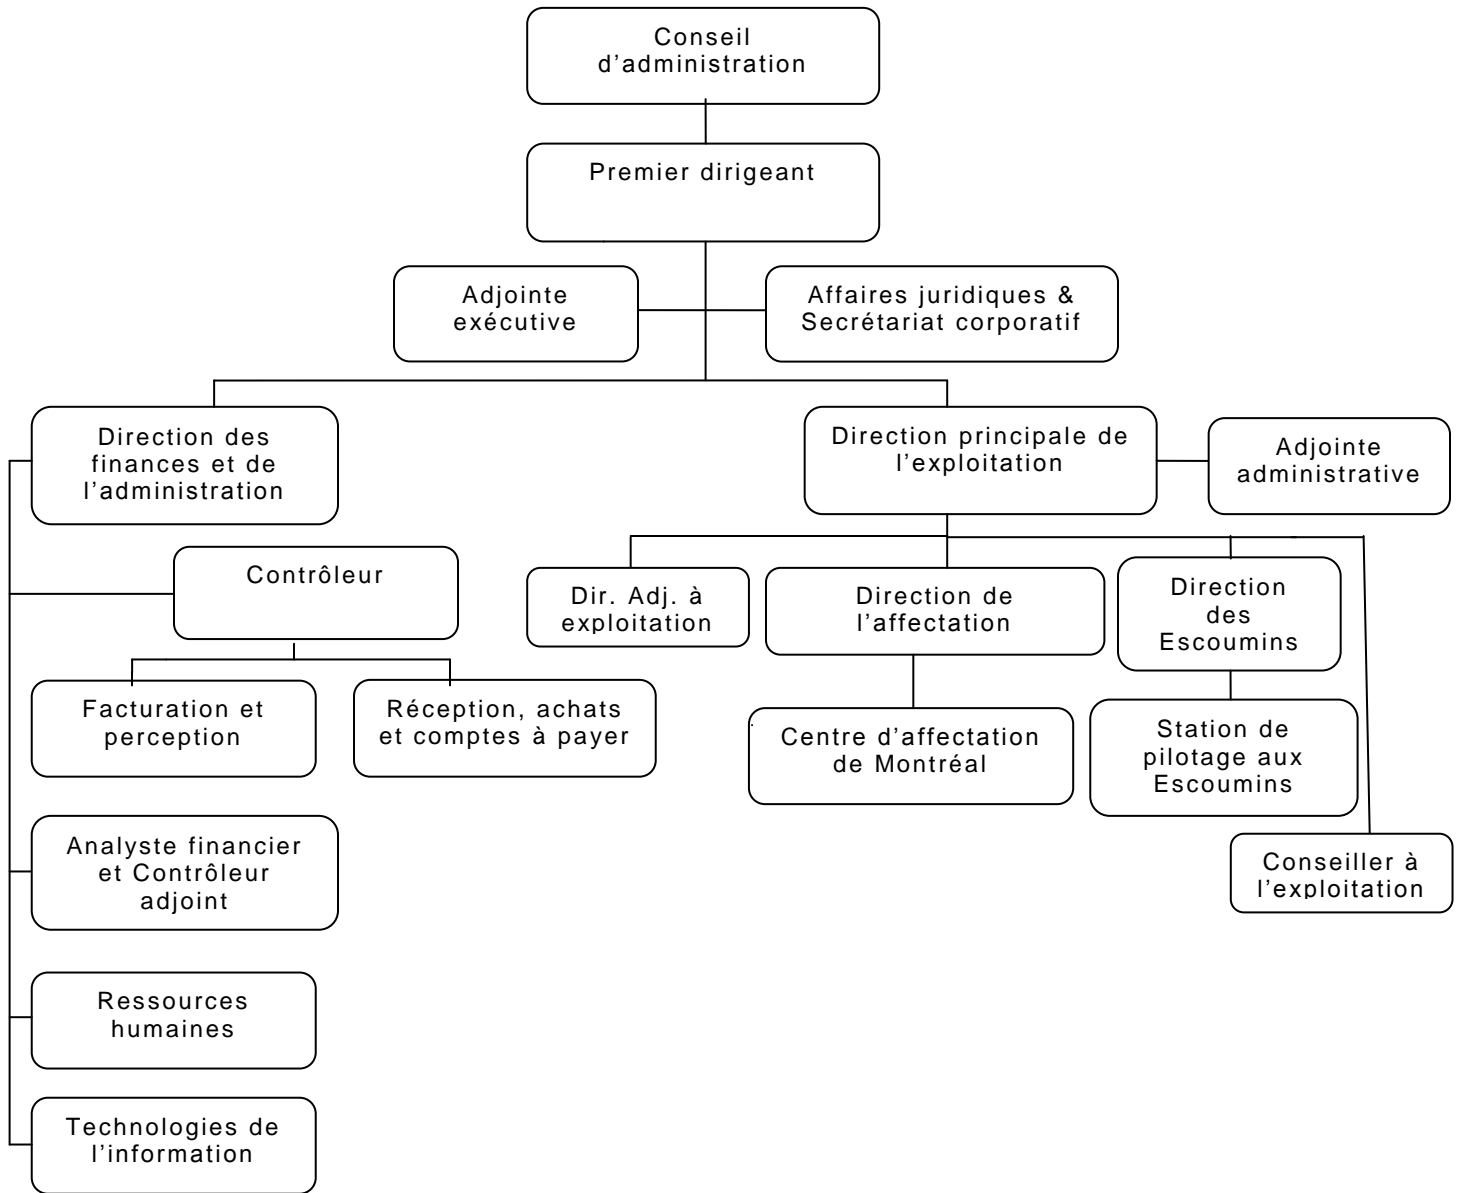 Conseil
d’administration
Premier dirigeant
Adjointe
exécutive
Affaires juridiques &
Secrétariat corporatif
Direction des
finances et de
l’administration
Direction principale de
l’exploitation
Adjointe
administrative
Contrôleur
Dir. Adj. à
exploitation
Direction de
l’affectation
Direction
des
Escoumins
Facturation et
perception
Réception, achats
et comptes à payer
Centre d’affectation
de Montréal
Station de
pilotage aux
Escoumins
Analyste financier
et Contrôleur
adjoint
Conseiller à
l’exploitation
Ressources
humaines
Technologies de
l’information